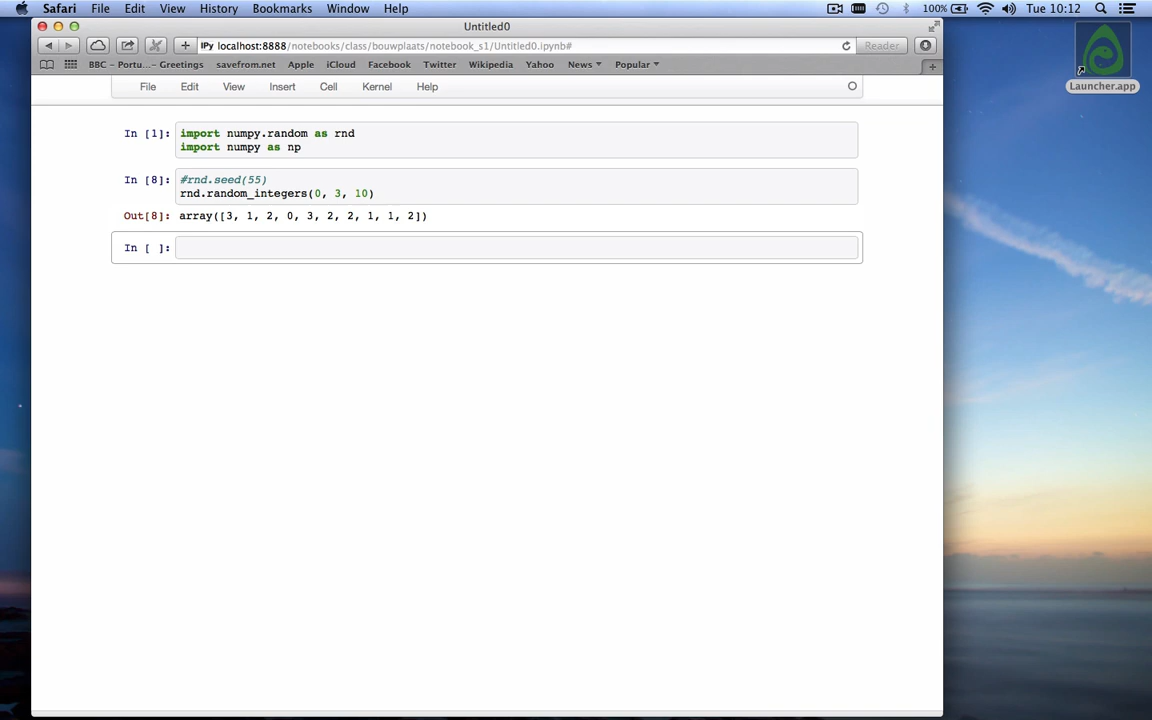 Safari File Edit View History Bookmarks Window Help 100% Tue 10:12
Untitled0
IPy localhost:8888/notebooks/class/bouwplaats/notebook_s1/Untitled0.ipynb# Reader
BBC – Portu... – Greetings savefrom.net Apple iCloud Facebook Twitter Wikipedia Yahoo News Popular
Launcher.app
File Edit View Insert Cell Kernel Help
In [1]: import numpy.random as rnd
import numpy as np
In [8]: #rnd.seed(55)
rnd.random_integers(0, 3, 10)
Out[8]: array([3, 1, 2, 0, 3, 2, 2, 1, 1, 2])
In [ ]: